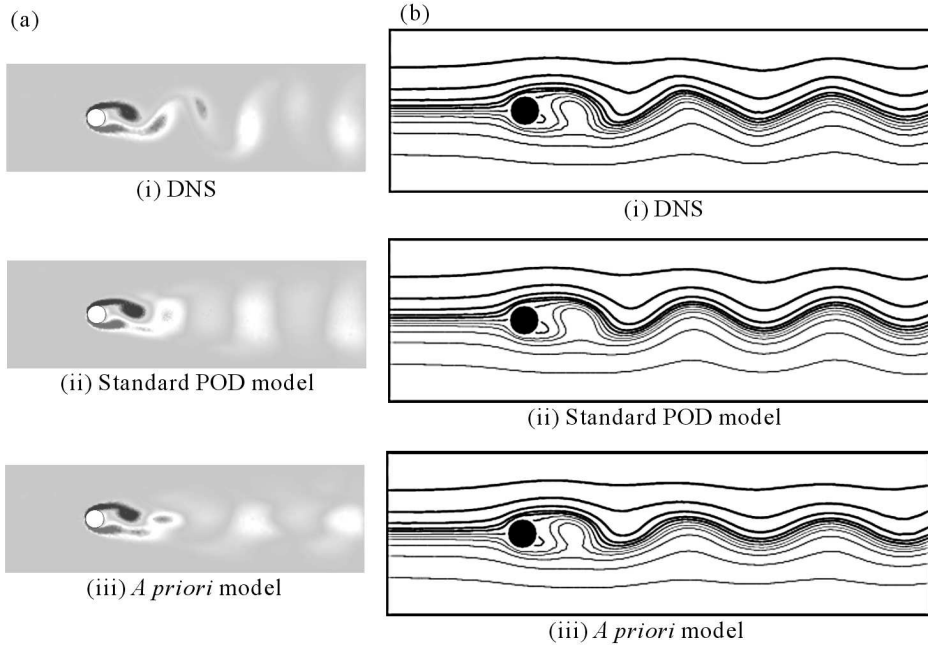 (a)
(i) DNS
(ii) Standard POD model
(iii) A priori model
(b)
(i) DNS
(ii) Standard POD model
(iii) A priori model